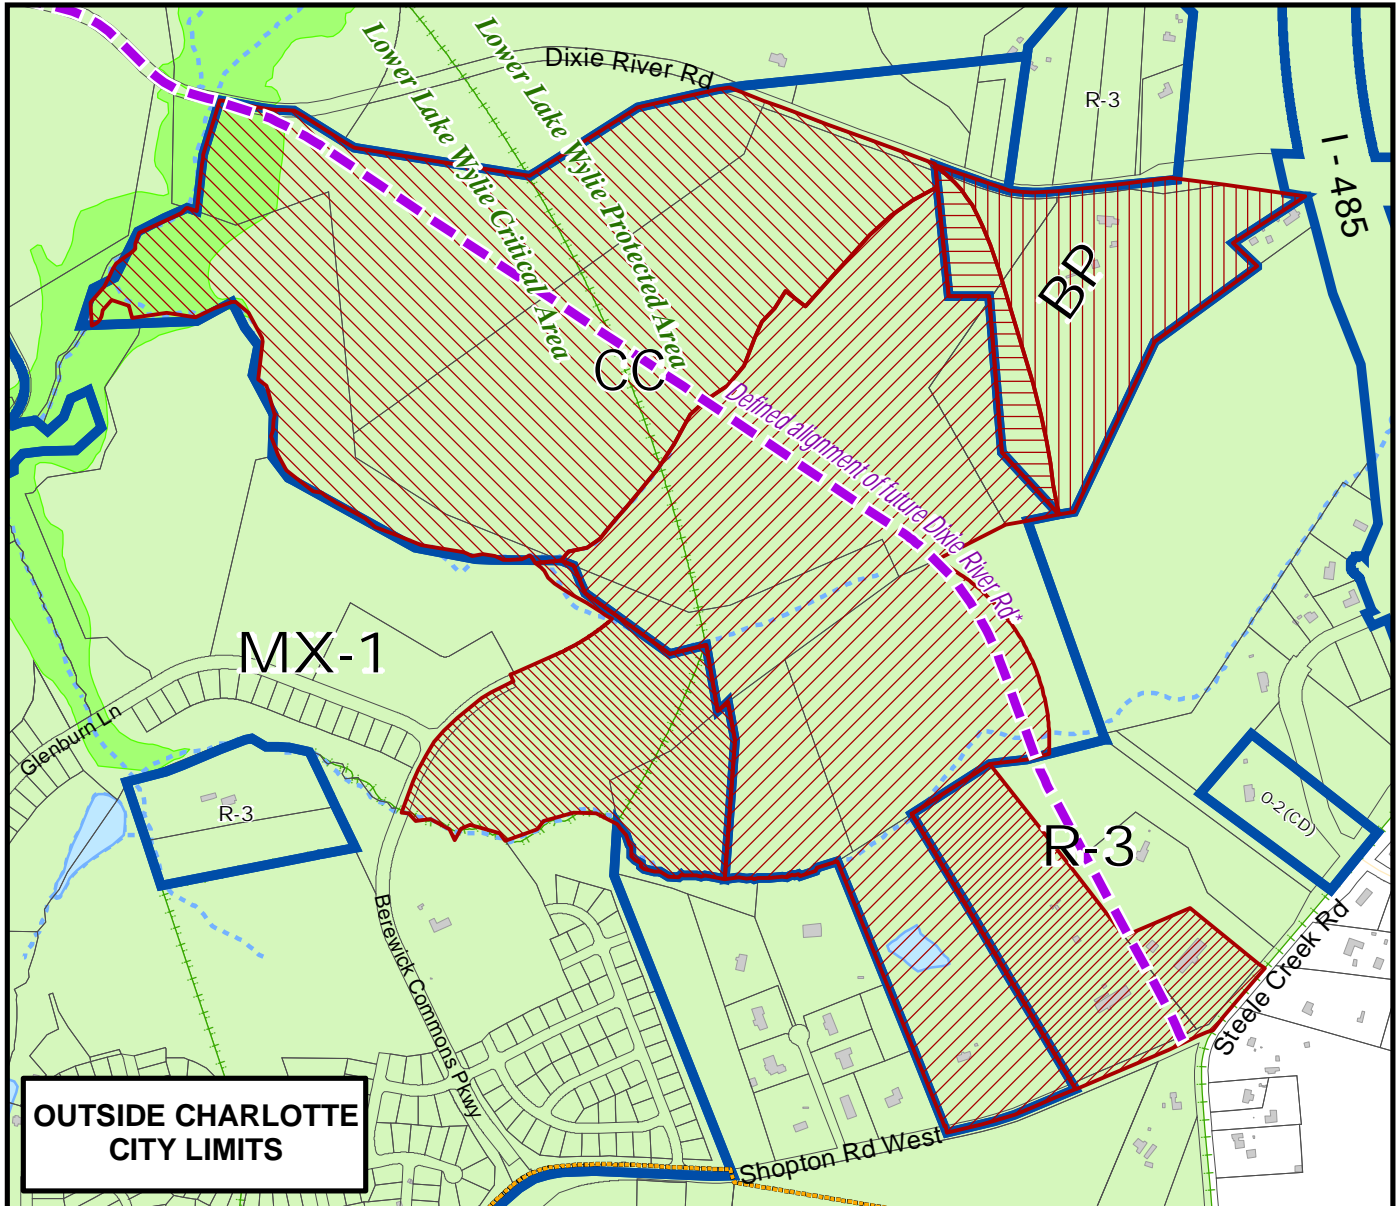 Dixie River Rd
Lower Lake Wylie-Protected Area
Lower Lake Wylie-Critical Area
R-3
I-485
BP
CC
Defined alignment of future Dixie River Rd*
MX-1
Glenburn Ln
R-3
O-2(CD)
R-3
Steele Creek Rd
Berewick Commons Pkwy
OUTSIDE CHARLOTTE
CITY LIMITS
Shopton Rd West